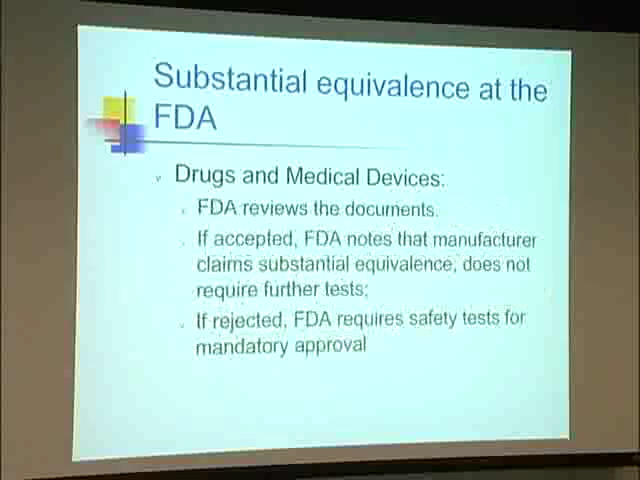 Substantial equivalence at the
FDA
Drugs and Medical Devices:
FDA reviews the documents.
If accepted, FDA notes that manufacturer
claims substantial equivalence, does not
require further tests;
If rejected, FDA requires safety tests for
mandatory approval